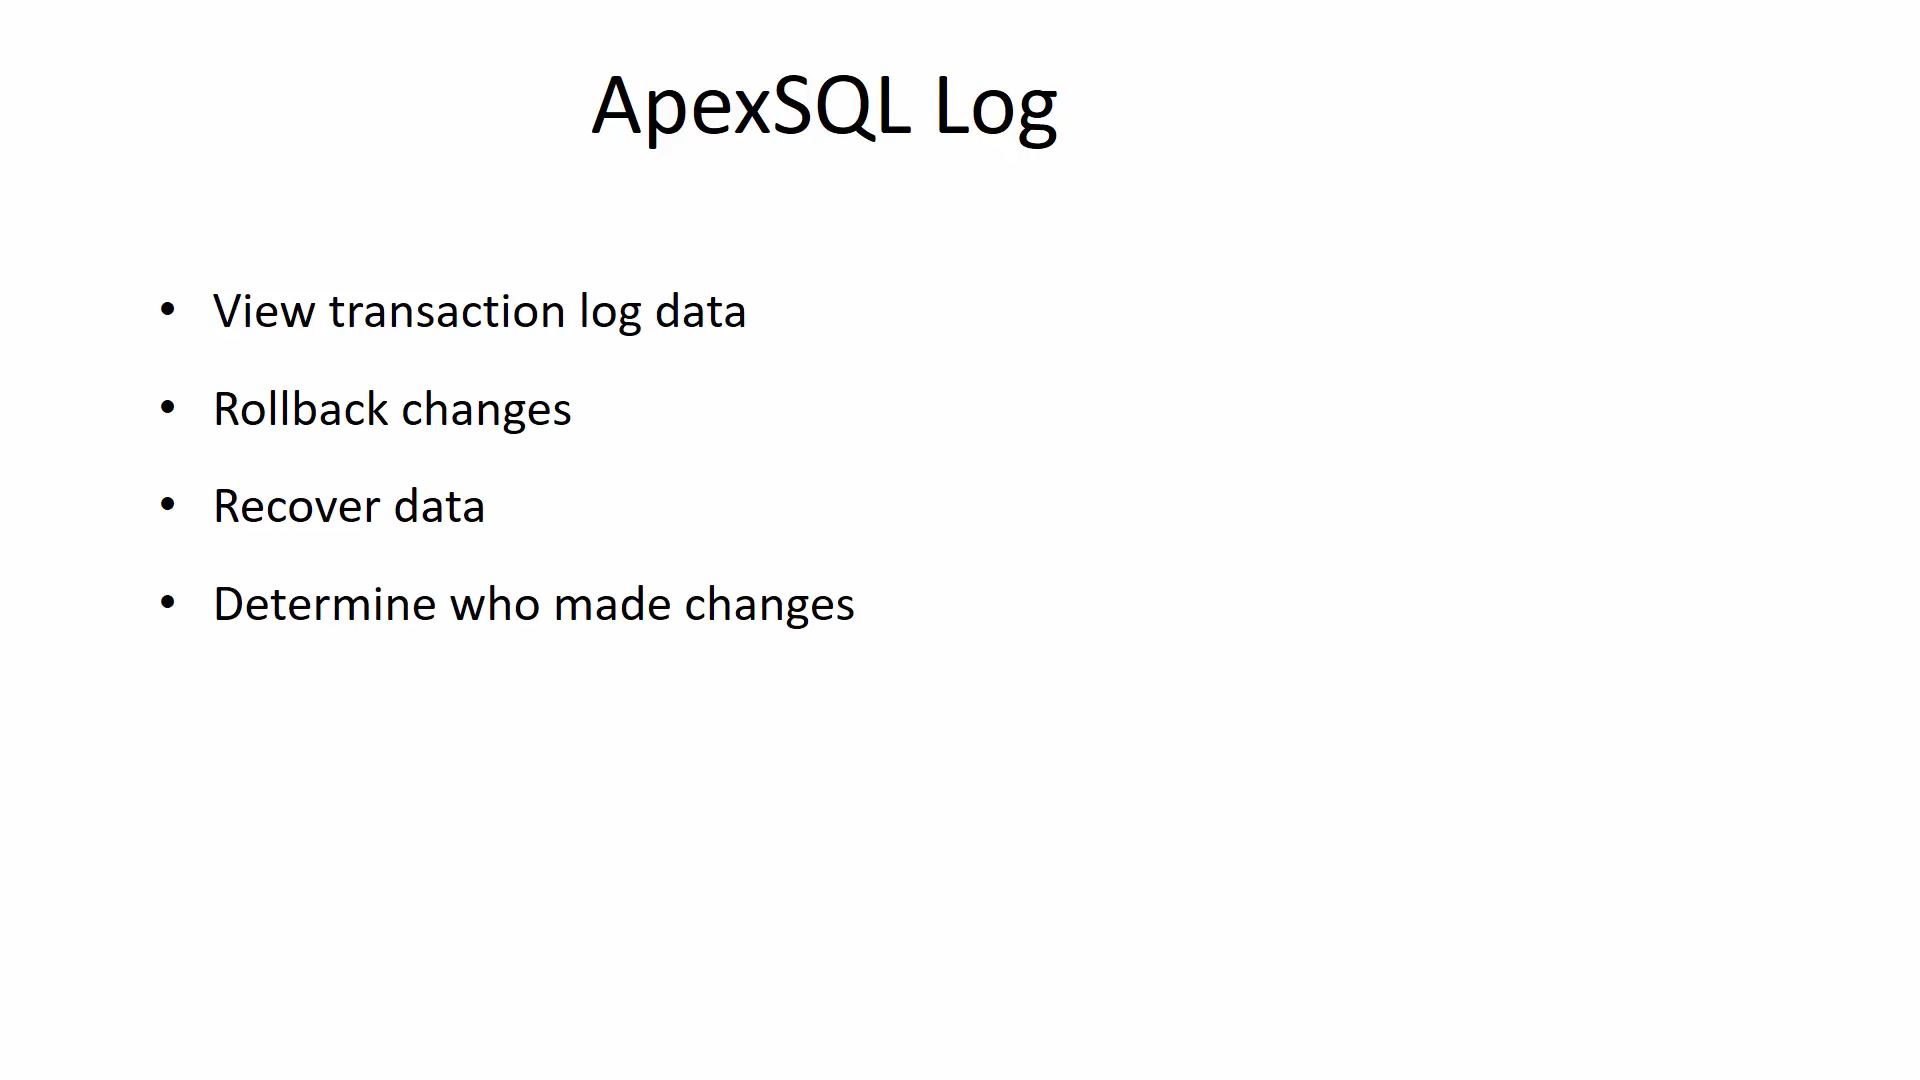 ApexSQL Log
• View transaction log data
• Rollback changes
• Recover data
• Determine who made changes